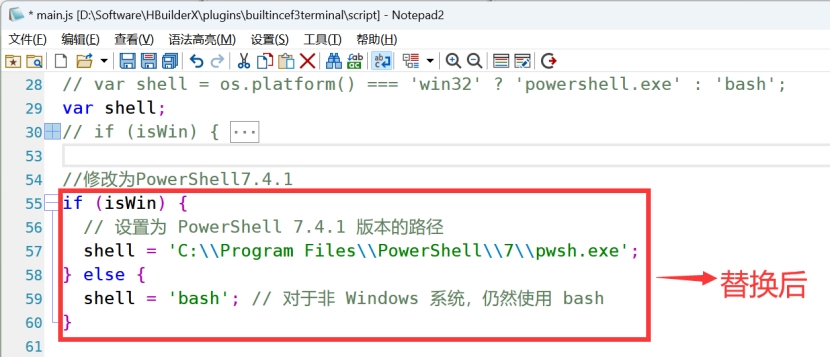 * main.js [D:\Software\HBuilderX\plugins\builtincef3terminal\script] - Notepad2
文件(F) 编辑(E) 查看(V) 语法高亮(M) 设置(S) 工具(T) 帮助(H)
28 // var shell = os.platform() === 'win32' ? 'powershell.exe' : 'bash';
29 var shell;
30 // if (isWin) { ...
53
54 //修改为PowerShell7.4.1
55 if (isWin) {
56 // 设置为 PowerShell 7.4.1 版本的路径
57 shell = 'C:\\Program Files\\PowerShell\\7\\pwsh.exe';
58 } else {
59 shell = 'bash'; // 对于非 Windows 系统，仍然使用 bash
60 }
61
替换后